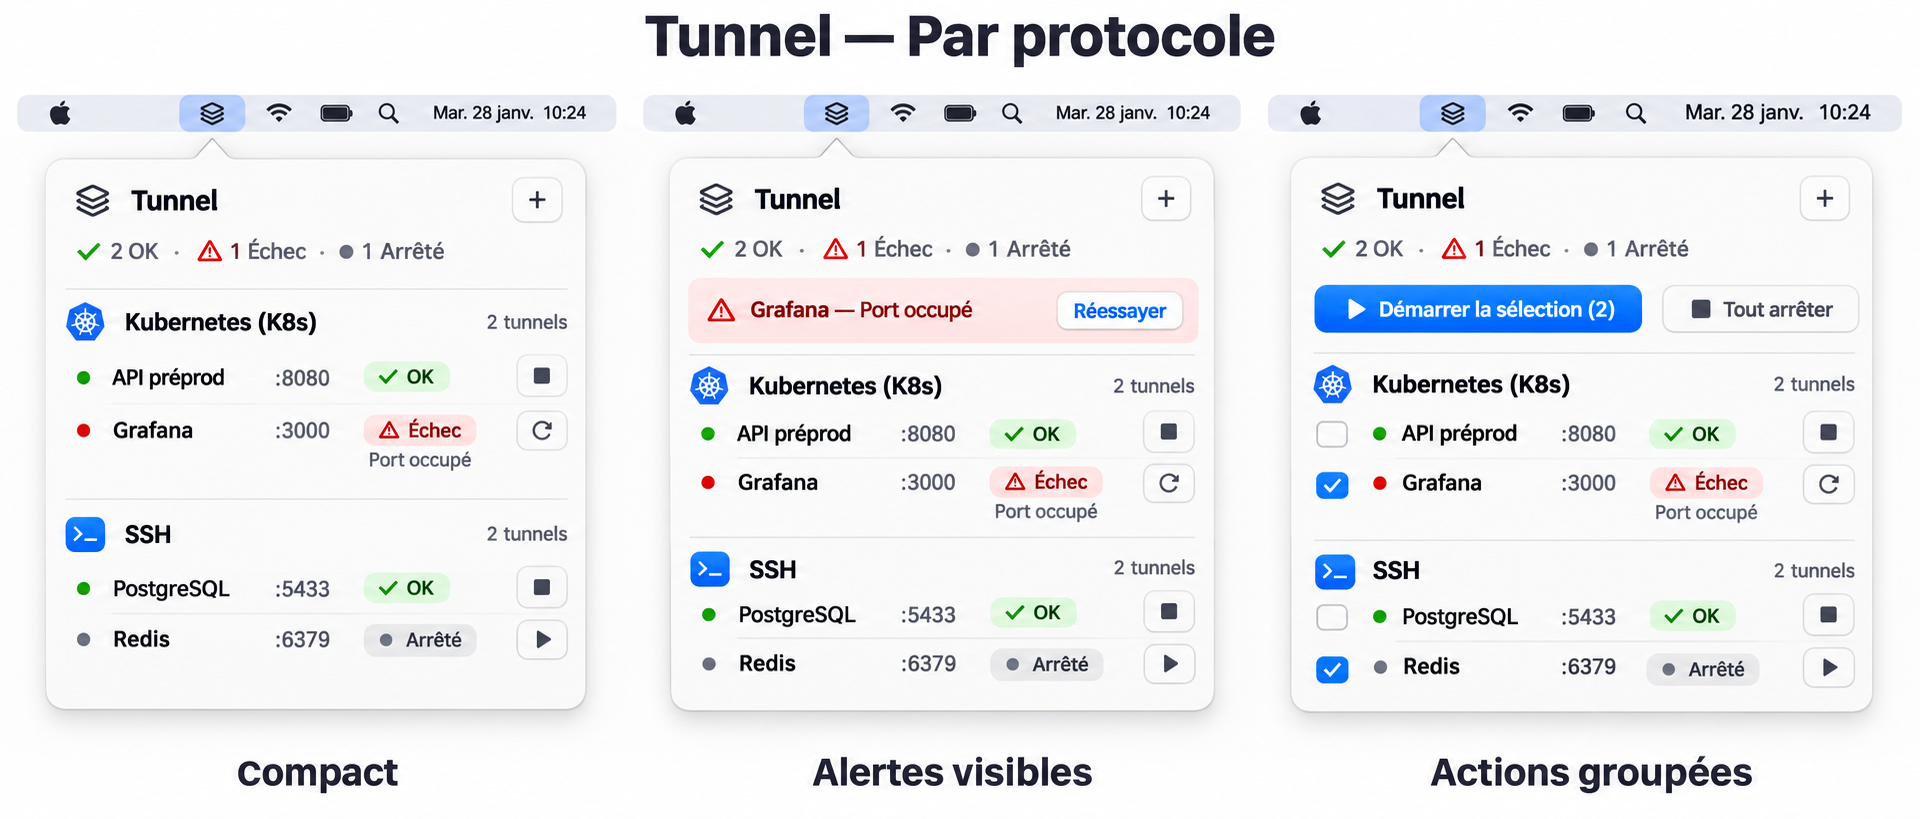 Tunnel — Par protocole
Mar. 28 janv. 10:24
Tunnel
2 OK · 1 Échec · 1 Arrêté
Kubernetes (K8s) 2 tunnels
API préprod :8080 OK
Grafana :3000 Échec
Port occupé
SSH 2 tunnels
PostgreSQL :5433 OK
Redis :6379 Arrêté
Compact
Mar. 28 janv. 10:24
Tunnel
2 OK · 1 Échec · 1 Arrêté
Grafana — Port occupé Réessayer
Kubernetes (K8s) 2 tunnels
API préprod :8080 OK
Grafana :3000 Échec
Port occupé
SSH 2 tunnels
PostgreSQL :5433 OK
Redis :6379 Arrêté
Alertes visibles
Mar. 28 janv. 10:24
Tunnel
2 OK · 1 Échec · 1 Arrêté
Démarrer la sélection (2) Tout arrêter
Kubernetes (K8s) 2 tunnels
API préprod :8080 OK
Grafana :3000 Échec
Port occupé
SSH 2 tunnels
PostgreSQL :5433 OK
Redis :6379 Arrêté
Actions groupées